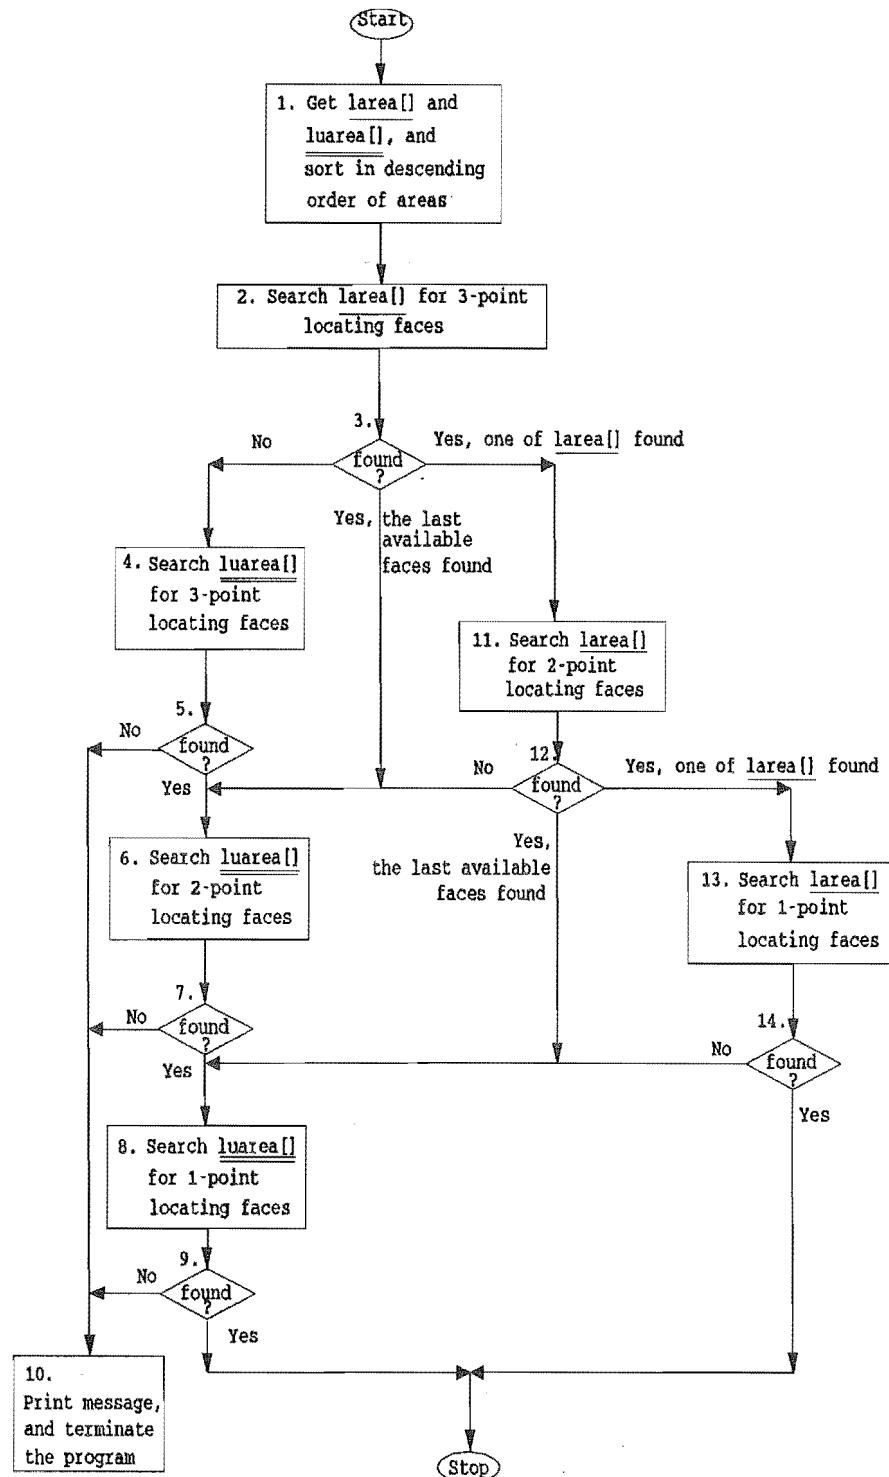 Start
1. Get larea[] and
luarea[], and
sort in descending
order of areas
2. Search larea[] for 3-point
locating faces
3.
found
?
No
Yes, one of larea[] found
Yes, the last
available
faces found
4. Search luarea[]
for 3-point
locating faces
11. Search larea[]
for 2-point
locating faces
5.
found
?
No
Yes
12.
found
?
No
Yes, one of larea[] found
Yes,
the last available
faces found
6. Search luarea[]
for 2-point
locating faces
13. Search larea[]
for 1-point
locating faces
7.
found
?
No
Yes
14.
found
?
No
Yes
8. Search luarea[]
for 1-point
locating faces
9.
found
?
No
Yes
10.
Print message,
and terminate
the program
Stop